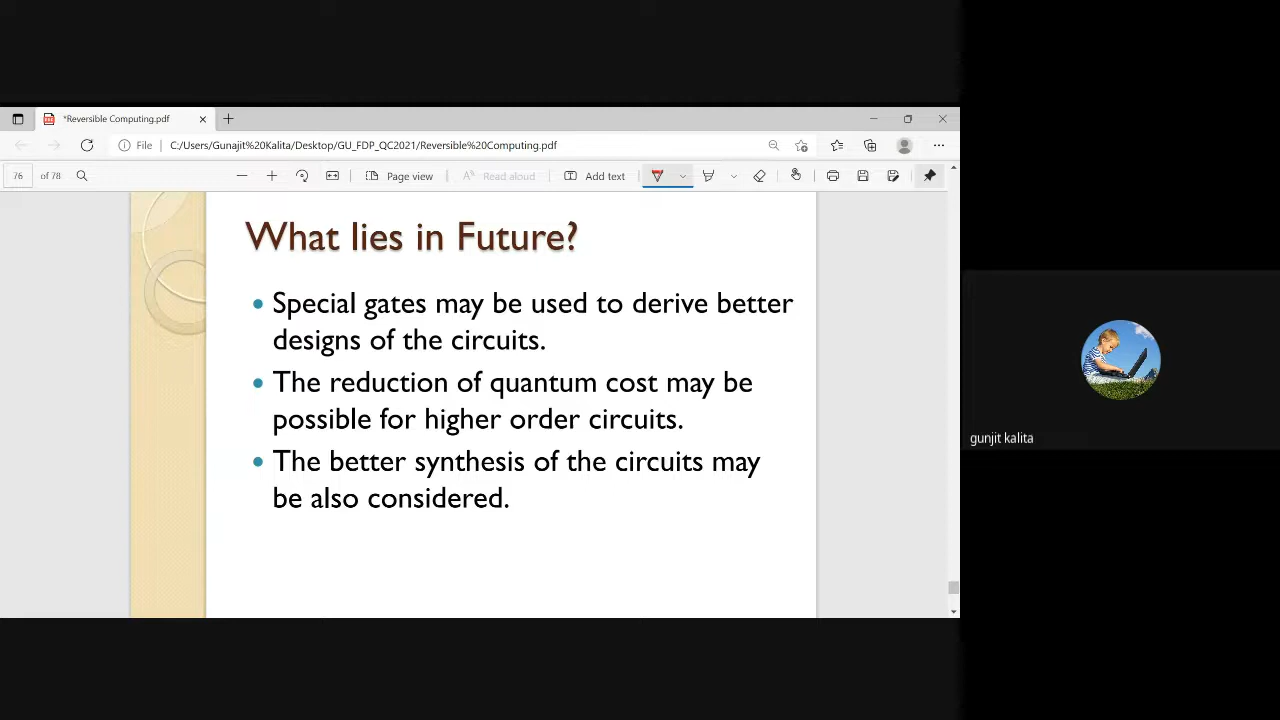 *Reversible Computing.pdf
File C:/Users/Gunajit%20Kalita/Desktop/GU_FDP_QC2021/Reversible%20Computing.pdf
76 of 78 Page view Read aloud Add text
What lies in Future?
• Special gates may be used to derive better
designs of the circuits.
• The reduction of quantum cost may be
possible for higher order circuits.
• The better synthesis of the circuits may
be also considered.
gunjit kalita